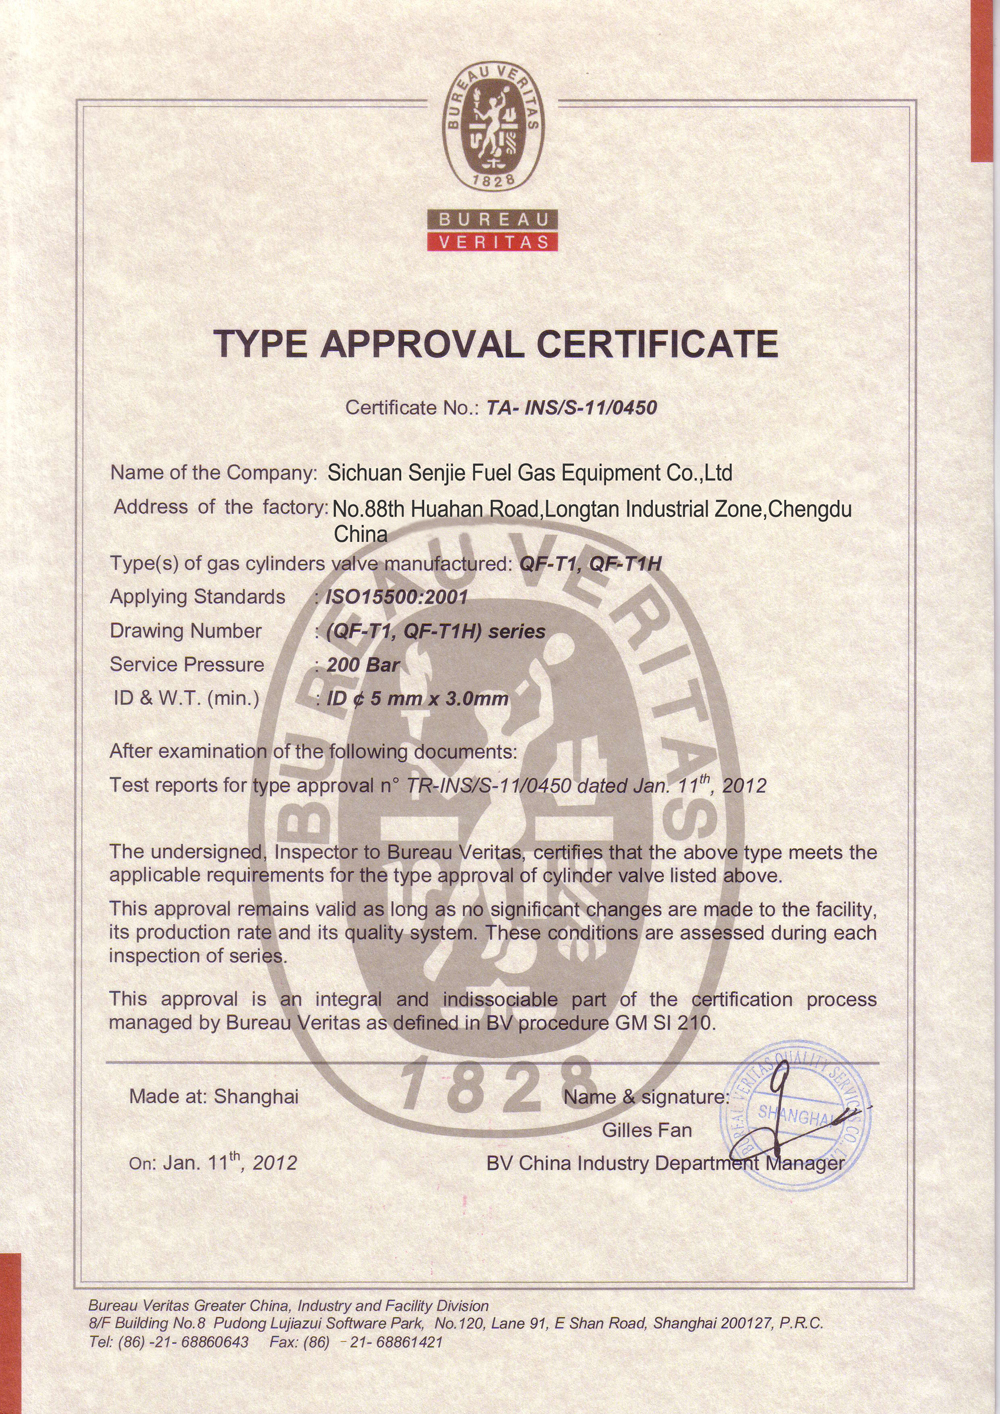 BUREAU VERITAS
1828
BUREAU
VERITAS
TYPE APPROVAL CERTIFICATE
Certificate No.: TA- INS/S-11/0450
Name of the Company: Sichuan Senjie Fuel Gas Equipment Co.,Ltd
Address of the factory: No.88th Huahan Road,Longtan Industrial Zone,Chengdu
China
Type(s) of gas cylinders valve manufactured: QF-T1, QF-T1H
Applying Standards : ISO15500:2001
Drawing Number : (QF-T1, QF-T1H) series
Service Pressure : 200 Bar
ID & W.T. (min.) : ID ¢ 5 mm x 3.0mm
After examination of the following documents:
Test reports for type approval n° TR-INS/S-11/0450 dated Jan. 11th, 2012
The undersigned, Inspector to Bureau Veritas, certifies that the above type meets the
applicable requirements for the type approval of cylinder valve listed above.
This approval remains valid as long as no significant changes are made to the facility,
its production rate and its quality system. These conditions are assessed during each
inspection of series.
This approval is an integral and indissociable part of the certification process
managed by Bureau Veritas as defined in BV procedure GM SI 210.
BUREAU VERITAS
1828
Made at: Shanghai
Name & signature:
Gilles Fan
On: Jan. 11th, 2012
BV China Industry Department Manager
BUREAU VERITAS QUALITY SERVICES CO.
SHANGHAI
Bureau Veritas Greater China, Industry and Facility Division
8/F Building No.8 Pudong Lujiazui Software Park, No.120, Lane 91, E Shan Road, Shanghai 200127, P.R.C.
Tel: (86) -21- 68860643 Fax: (86) -21- 68861421